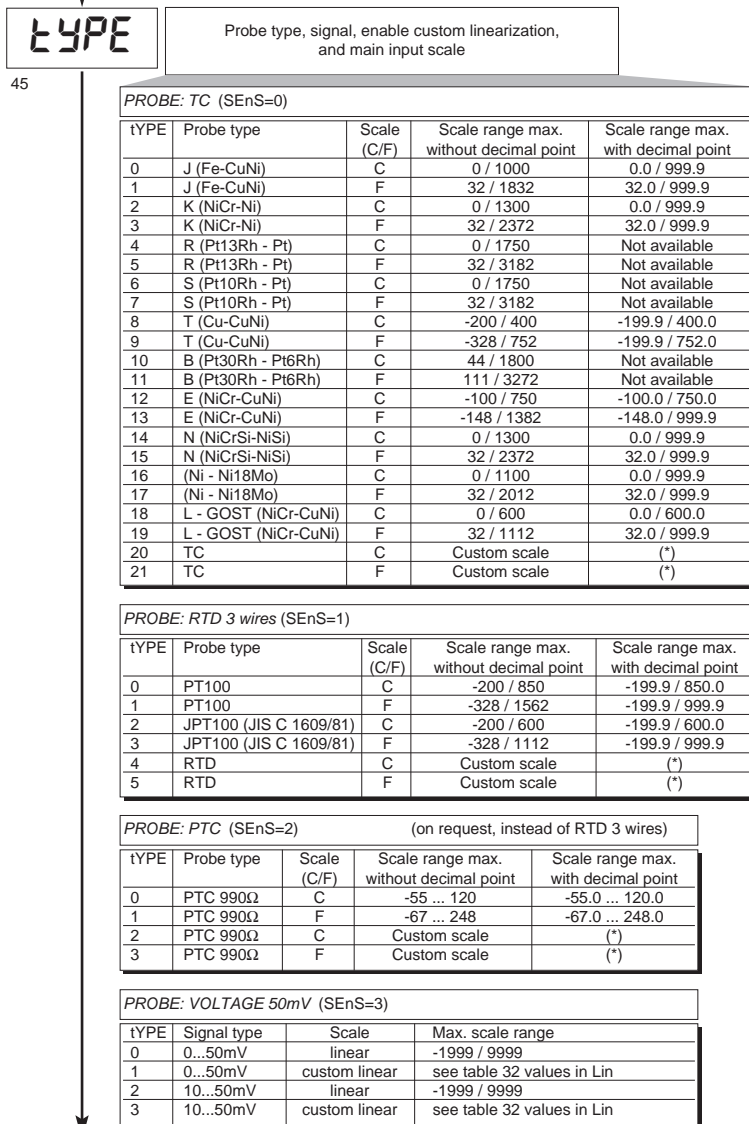 tYPE
Probe type, signal, enable custom linearization,
and main input scale
45
PROBE: TC (SEnS=0)
tYPE Probe type Scale Scale range max. Scale range max.
(C/F) without decimal point with decimal point
0 J (Fe-CuNi) C 0 / 1000 0.0 / 999.9
1 J (Fe-CuNi) F 32 / 1832 32.0 / 999.9
2 K (NiCr-Ni) C 0 / 1300 0.0 / 999.9
3 K (NiCr-Ni) F 32 / 2372 32.0 / 999.9
4 R (Pt13Rh - Pt) C 0 / 1750 Not available
5 R (Pt13Rh - Pt) F 32 / 3182 Not available
6 S (Pt10Rh - Pt) C 0 / 1750 Not available
7 S (Pt10Rh - Pt) F 32 / 3182 Not available
8 T (Cu-CuNi) C -200 / 400 -199.9 / 400.0
9 T (Cu-CuNi) F -328 / 752 -199.9 / 752.0
10 B (Pt30Rh - Pt6Rh) C 44 / 1800 Not available
11 B (Pt30Rh - Pt6Rh) F 111 / 3272 Not available
12 E (NiCr-CuNi) C -100 / 750 -100.0 / 750.0
13 E (NiCr-CuNi) F -148 / 1382 -148.0 / 999.9
14 N (NiCrSi-NiSi) C 0 / 1300 0.0 / 999.9
15 N (NiCrSi-NiSi) F 32 / 2372 32.0 / 999.9
16 (Ni - Ni18Mo) C 0 / 1100 0.0 / 999.9
17 (Ni - Ni18Mo) F 32 / 2012 32.0 / 999.9
18 L - GOST (NiCr-CuNi) C 0 / 600 0.0 / 600.0
19 L - GOST (NiCr-CuNi) F 32 / 1112 32.0 / 999.9
20 TC C Custom scale (*)
21 TC F Custom scale (*)
PROBE: RTD 3 wires (SEnS=1)
tYPE Probe type Scale Scale range max. Scale range max.
(C/F) without decimal point with decimal point
0 PT100 C -200 / 850 -199.9 / 850.0
1 PT100 F -328 / 1562 -199.9 / 999.9
2 JPT100 (JIS C 1609/81) C -200 / 600 -199.9 / 600.0
3 JPT100 (JIS C 1609/81) F -328 / 1112 -199.9 / 999.9
4 RTD C Custom scale (*)
5 RTD F Custom scale (*)
PROBE: PTC (SEnS=2) (on request, instead of RTD 3 wires)
tYPE Probe type Scale Scale range max. Scale range max.
(C/F) without decimal point with decimal point
0 PTC 990Ω C -55 ... 120 -55.0 ... 120.0
1 PTC 990Ω F -67 ... 248 -67.0 ... 248.0
2 PTC 990Ω C Custom scale (*)
3 PTC 990Ω F Custom scale (*)
PROBE: VOLTAGE 50mV (SEnS=3)
tYPE Signal type Scale Max. scale range
0 0...50mV linear -1999 / 9999
1 0...50mV custom linear see table 32 values in Lin
2 10...50mV linear -1999 / 9999
3 10...50mV custom linear see table 32 values in Lin